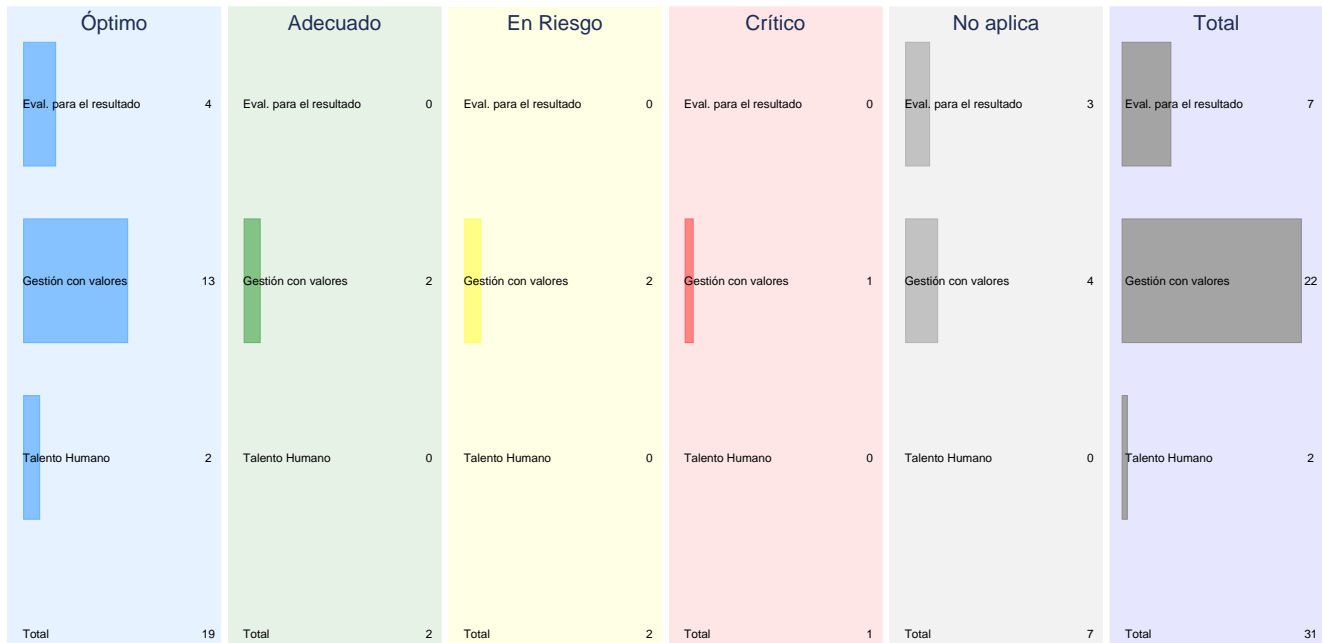 Óptimo Adecuado En Riesgo Crítico No aplica Total
Eval. para el resultado 4 Eval. para el resultado 0 Eval. para el resultado 0 Eval. para el resultado 0 Eval. para el resultado 3 Eval. para el resultado 7
Gestión con valores 13 Gestión con valores 2 Gestión con valores 2 Gestión con valores 1 Gestión con valores 4 Gestión con valores 22
Talento Humano 2 Talento Humano 0 Talento Humano 0 Talento Humano 0 Talento Humano 0 Talento Humano 2
Total 19 Total 2 Total 2 Total 1 Total 7 Total 31